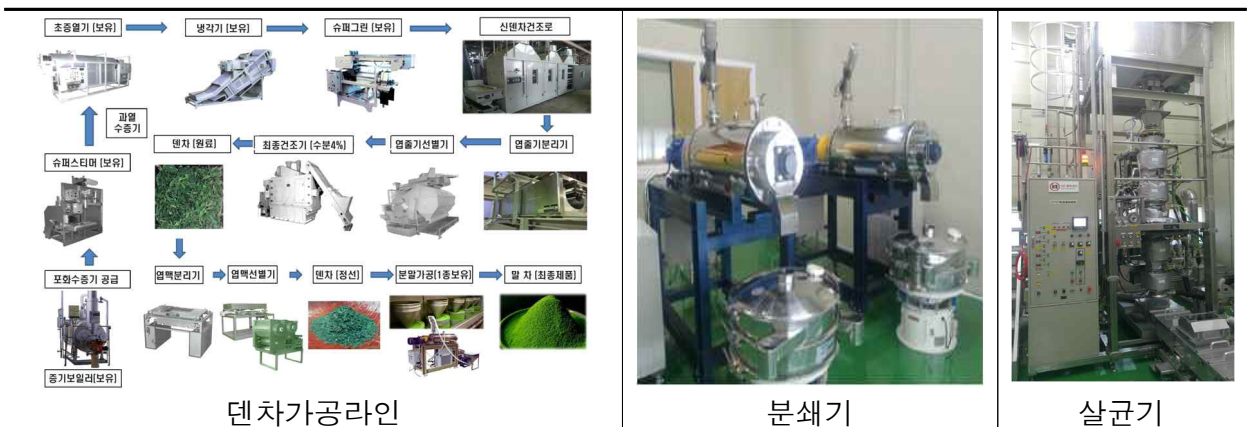 초증열기 [보유]
냉각기 [보유]
슈퍼그린 [보유]
신덴차건조로
과열
수증기
덴차 [원료]
최종건조기 [수분4%]
엽줄기선별기
엽줄기분리기
슈퍼스티머 [보유]
포화수증기 공급
엽맥분리기
엽맥선별기
덴차 [정선]
분말가공[1종보유]
말 차 [최종제품]
증기보일러[보유]
덴차가공라인
분쇄기
살균기